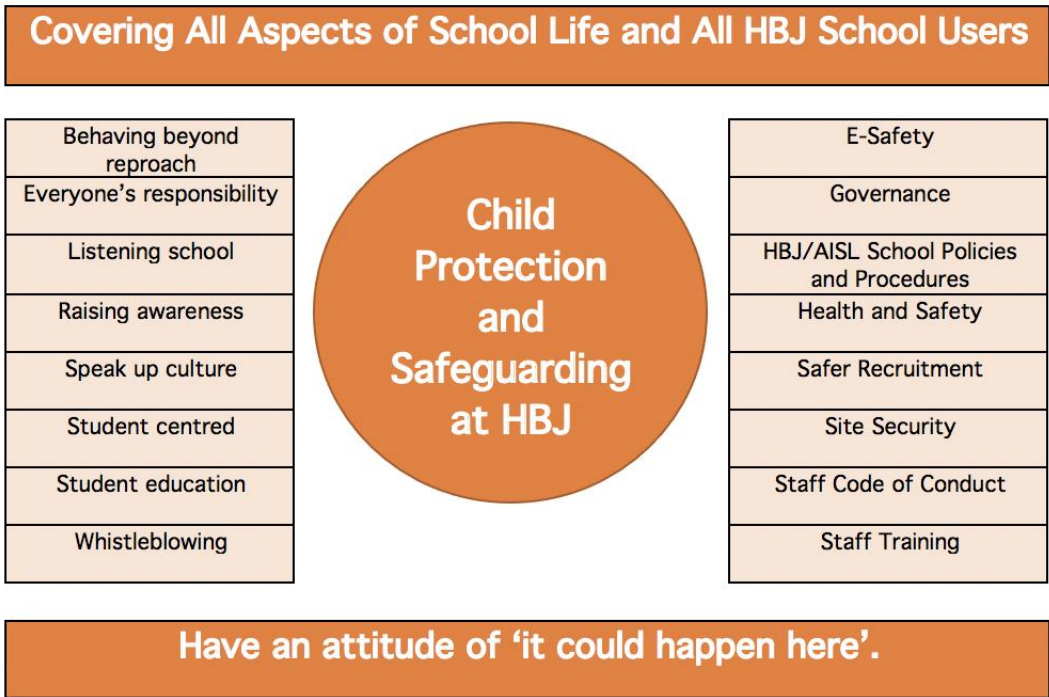 Covering All Aspects of School Life and All HBJ School Users
Behaving beyond
reproach
Everyone's responsibility
Listening school
Raising awareness
Speak up culture
Student centred
Student education
Whistleblowing
Child
Protection
and
Safeguarding
at HBJ
E-Safety
Governance
HBJ/AISL School Policies
and Procedures
Health and Safety
Safer Recruitment
Site Security
Staff Code of Conduct
Staff Training
Have an attitude of ‘it could happen here’.